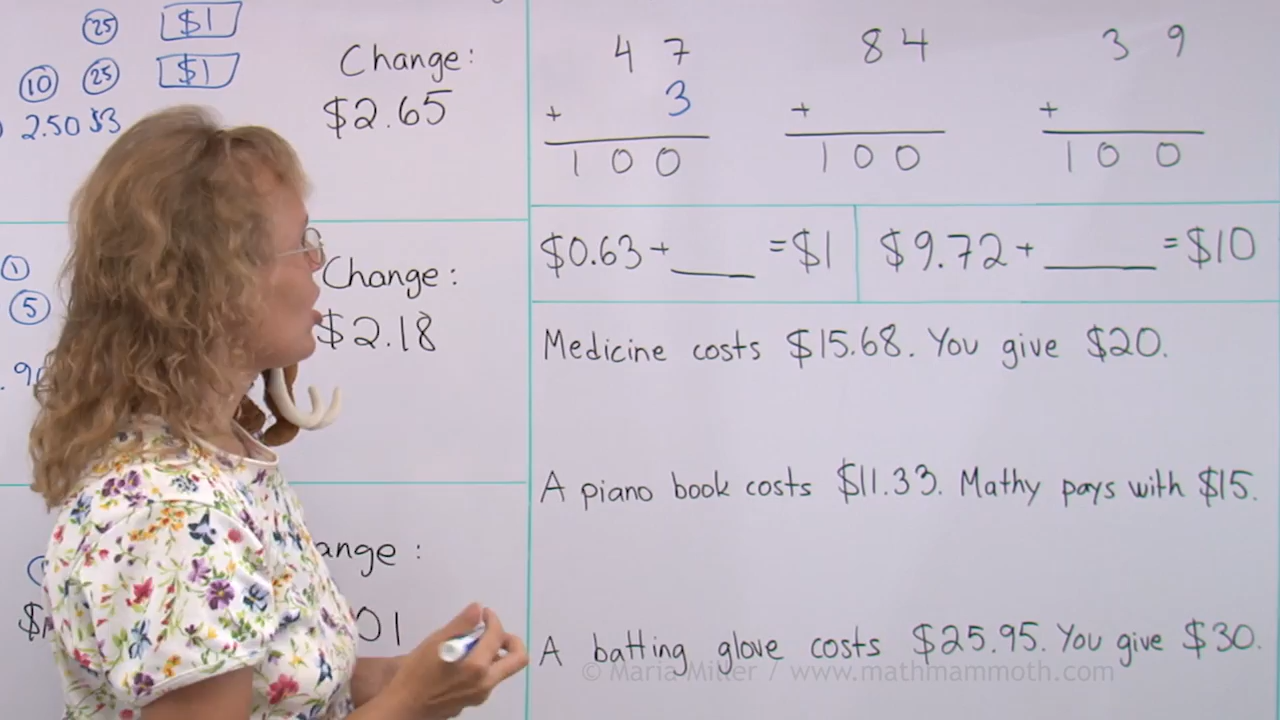 25 $1
10 25 $1
2.50 $3
Change:
$2.65
1
5
Change:
$2.18
ange :
01
4 7 8 4 3 9
+ 3 + +
1 0 0 1 0 0 1 0 0
$0.63 + ____ = $1 $9.72 + ____ = $10
Medicine costs $15.68. You give $20.
A piano book costs $11.33. Mathy pays with $15.
A batting glove costs $25.95. You give $30.
© Maria Miller / www.mathmammoth.com